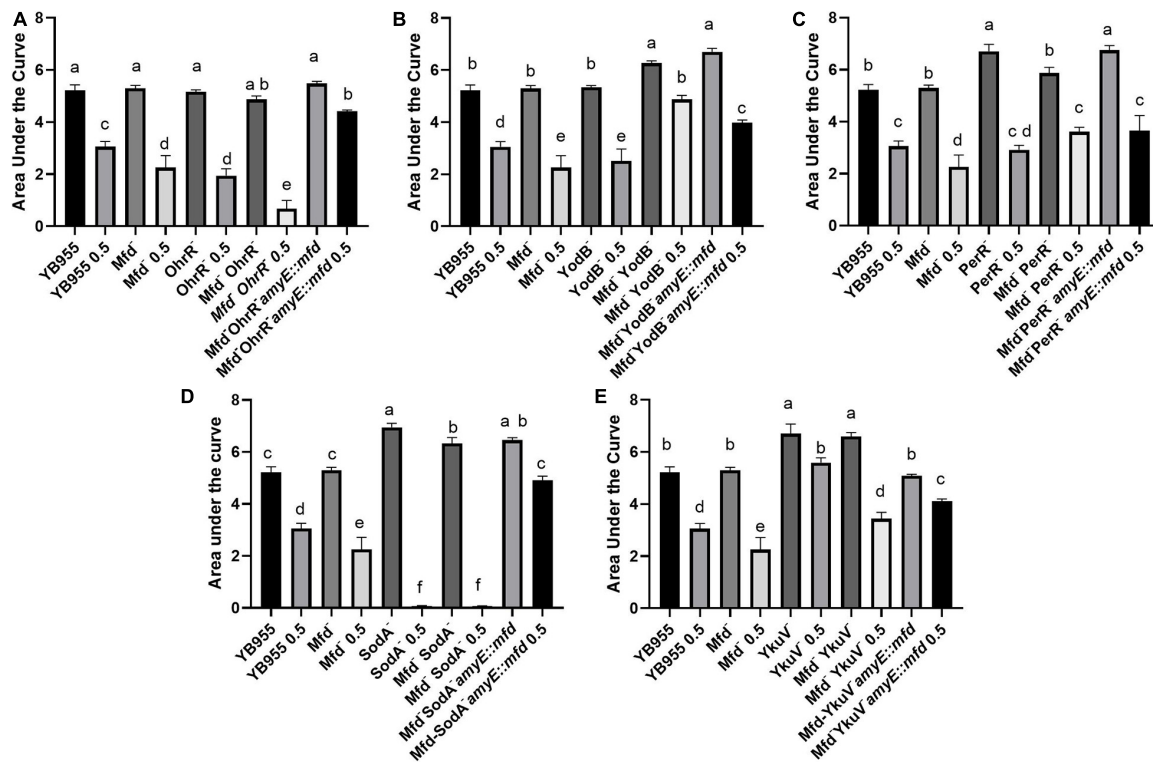 A
Area Under the Curve
8
6
4
2
0
a
c
a
d
a
d
a b
e
a
b
YB955
YB955 0.5
Mfd-
Mfd- 0.5
OhrR-
OhrR- 0.5
Mfd- OhrR-
Mfd- OhrR- 0.5
Mfd-OhrR-amyE::mfd
Mfd-OhrR-amyE::mfd 0.5
B
Area Under the Curve
8
6
4
2
0
b
d
b
e
b
e
a
b
a
c
YB955
YB955 0.5
Mfd-
Mfd- 0.5
YodB-
YodB- 0.5
Mfd- YodB-
Mfd- YodB- 0.5
Mfd-YodB-amyE::mfd
Mfd-YodB-amyE::mfd 0.5
C
Area Under the Curve
8
6
4
2
0
b
c
b
d
a
c d
b
c
a
c
YB955
YB955 0.5
Mfd-
Mfd- 0.5
PerR-
PerR- 0.5
Mfd- PerR-
Mfd- PerR- 0.5
Mfd-PerR- amyE::mfd
Mfd-PerR- amyE::mfd 0.5
D
Area under the curve
8
6
4
2
0
c
d
c
e
a
f
b
f
a b
c
YB955
YB955 0.5
Mfd-
Mfd- 0.5
SodA-
SodA- 0.5
Mfd- SodA-
Mfd- SodA- 0.5
Mfd-SodA-amyE::mfd
Mfd-SodA-amyE::mfd 0.5
E
Area Under the Curve
8
6
4
2
0
b
d
b
e
a
b
a
d
b
c
YB955
YB955 0.5
Mfd-
Mfd- 0.5
YkuV-
YkuV- 0.5
Mfd- YkuV-
Mfd- YkuV- 0.5
Mfd-YkuV-amyE::mfd
Mfd-YkuV-amyE::mfd 0.5